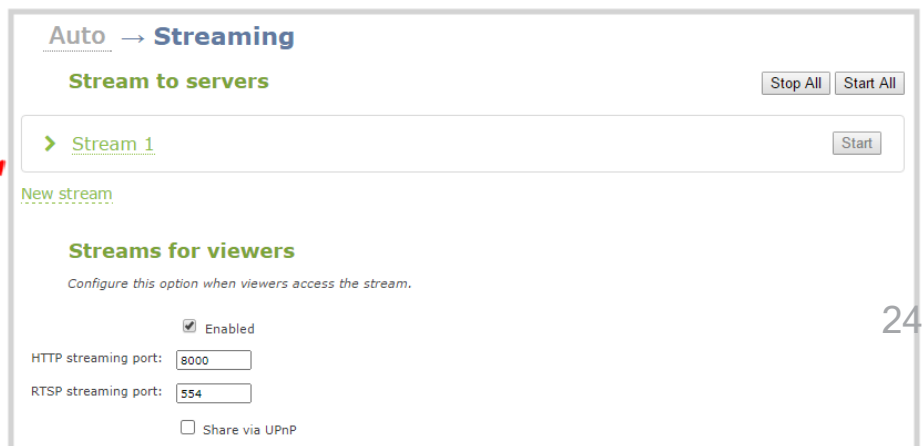 Auto → Streaming
Stream to servers
Stop All Start All
Stream 1
Start
New stream
Streams for viewers
Configure this option when viewers access the stream.
Enabled
24
HTTP streaming port: 8000
RTSP streaming port: 554
Share via UPnP